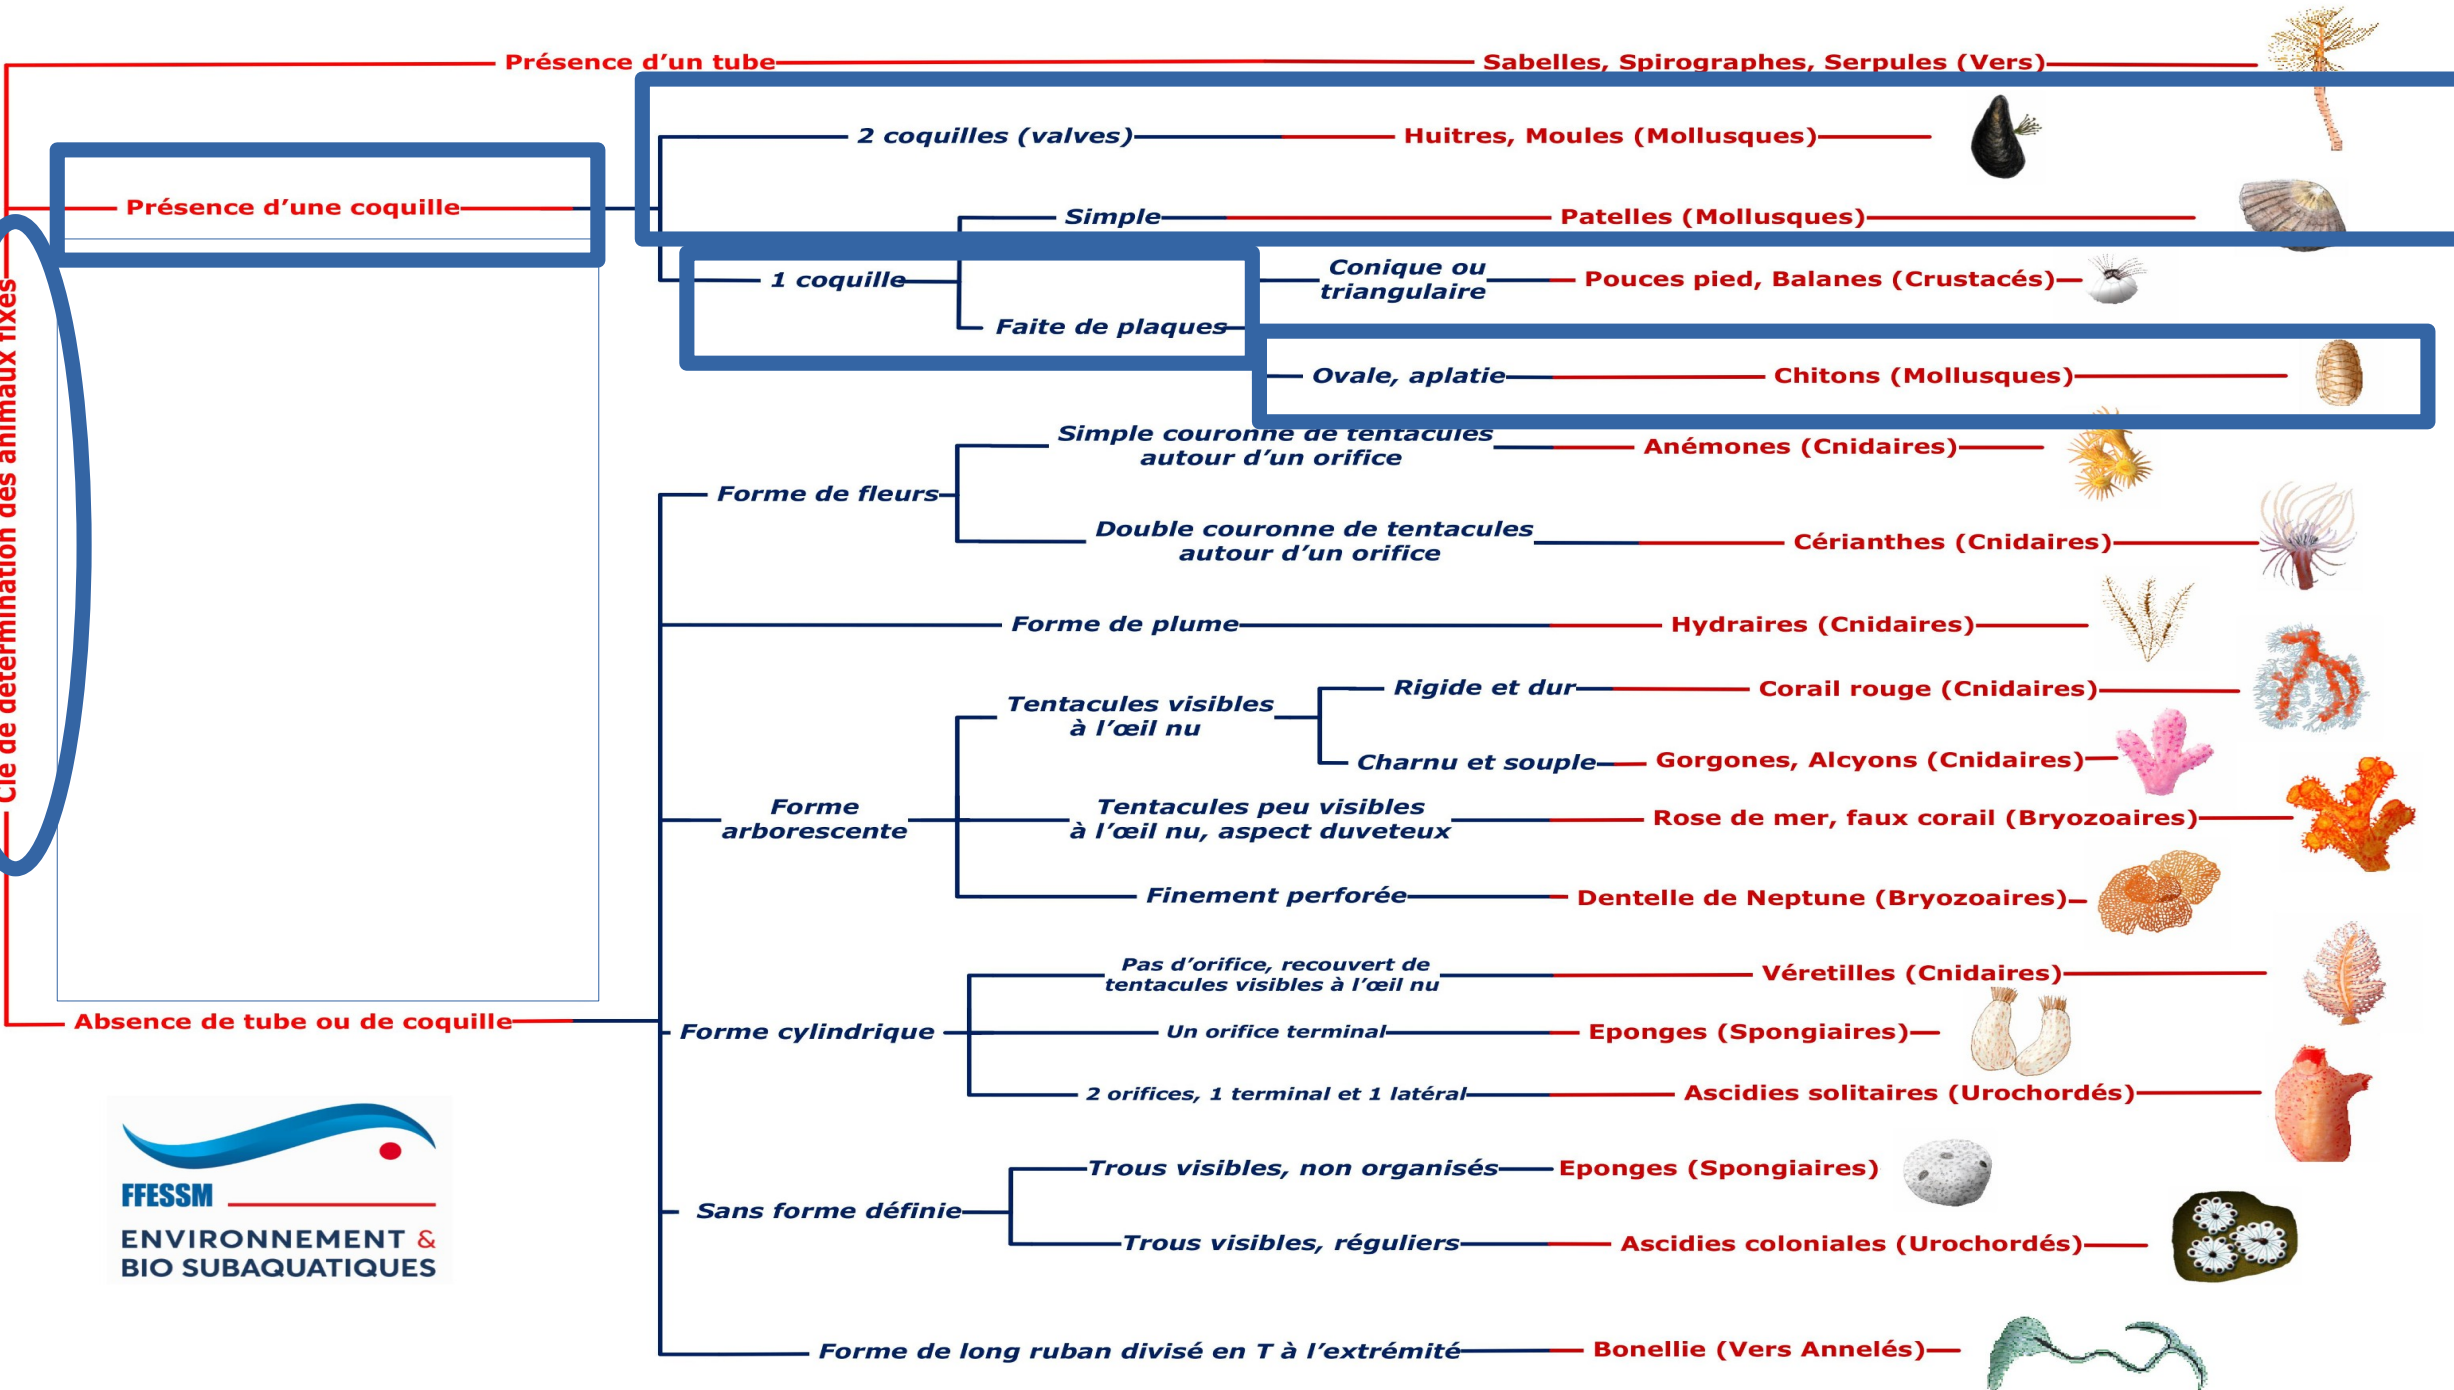 Présence d’un tube
Sabelles, Spirographes, Serpules (Vers)
2 coquilles (valves)
Huitres, Moules (Mollusques)
Présence d’une coquille
Simple
Patelles (Mollusques)
1 coquille
Conique ou
triangulaire
Pouces pied, Balanes (Crustacés)
Faite de plaques
Ovale, aplatie
Chitons (Mollusques)
Clé de détermination des animaux fixés
Simple couronne de tentacules
autour d’un orifice
Anémones (Cnidaires)
Forme de fleurs
Double couronne de tentacules
autour d’un orifice
Cérianthes (Cnidaires)
Forme de plume
Hydraires (Cnidaires)
Tentacules visibles
à l’œil nu
Rigide et dur
Corail rouge (Cnidaires)
Charnu et souple
Gorgones, Alcyons (Cnidaires)
Forme
arborescente
Tentacules peu visibles
à l’œil nu, aspect duveteux
Rose de mer, faux corail (Bryozoaires)
Finement perforée
Dentelle de Neptune (Bryozoaires)
Absence de tube ou de coquille
Forme cylindrique
Pas d’orifice, recouvert de
tentacules visibles à l’œil nu
Véretilles (Cnidaires)
Un orifice terminal
Eponges (Spongiaires)
2 orifices, 1 terminal et 1 latéral
Ascidies solitaires (Urochordés)
Sans forme définie
Trous visibles, non organisés
Eponges (Spongiaires)
Trous visibles, réguliers
Ascidies coloniales (Urochordés)
Forme de long ruban divisé en T à l’extrémité
Bonellie (Vers Annelés)
FFESSM
ENVIRONNEMENT &
BIO SUBAQUATIQUES